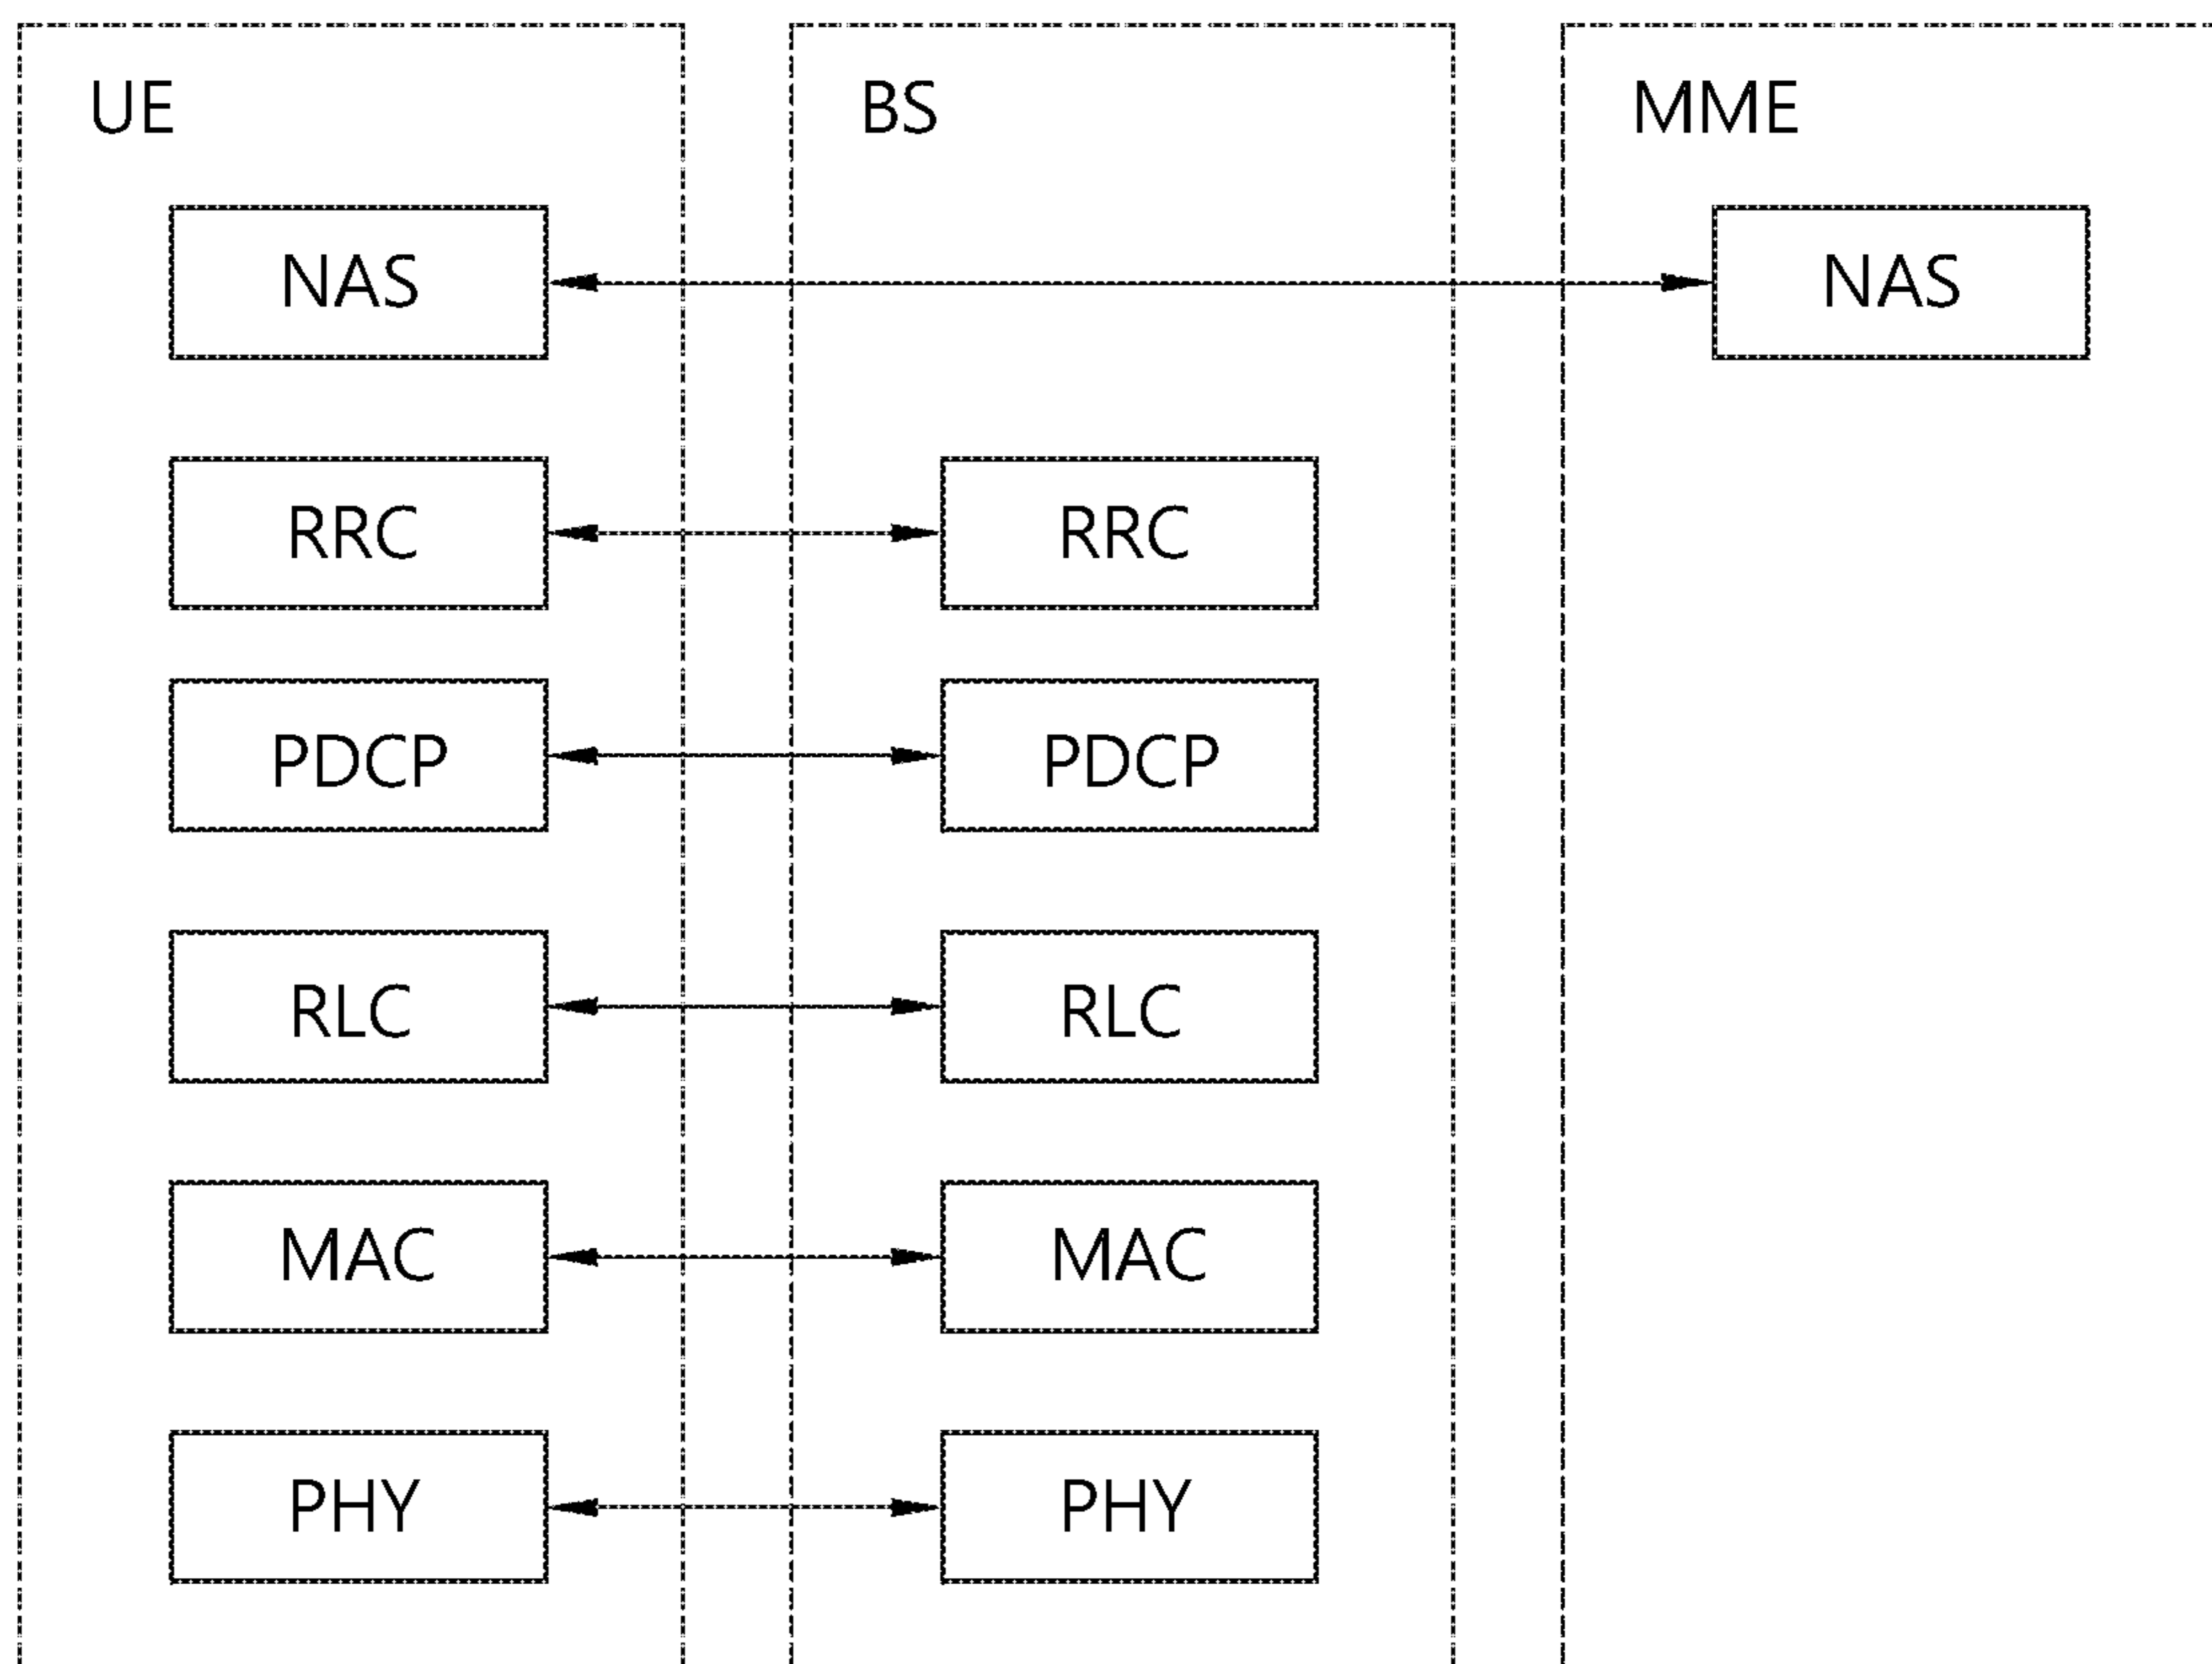 UE BS MME
NAS NAS
RRC RRC
PDCP PDCP
RLC RLC
MAC MAC
PHY PHY